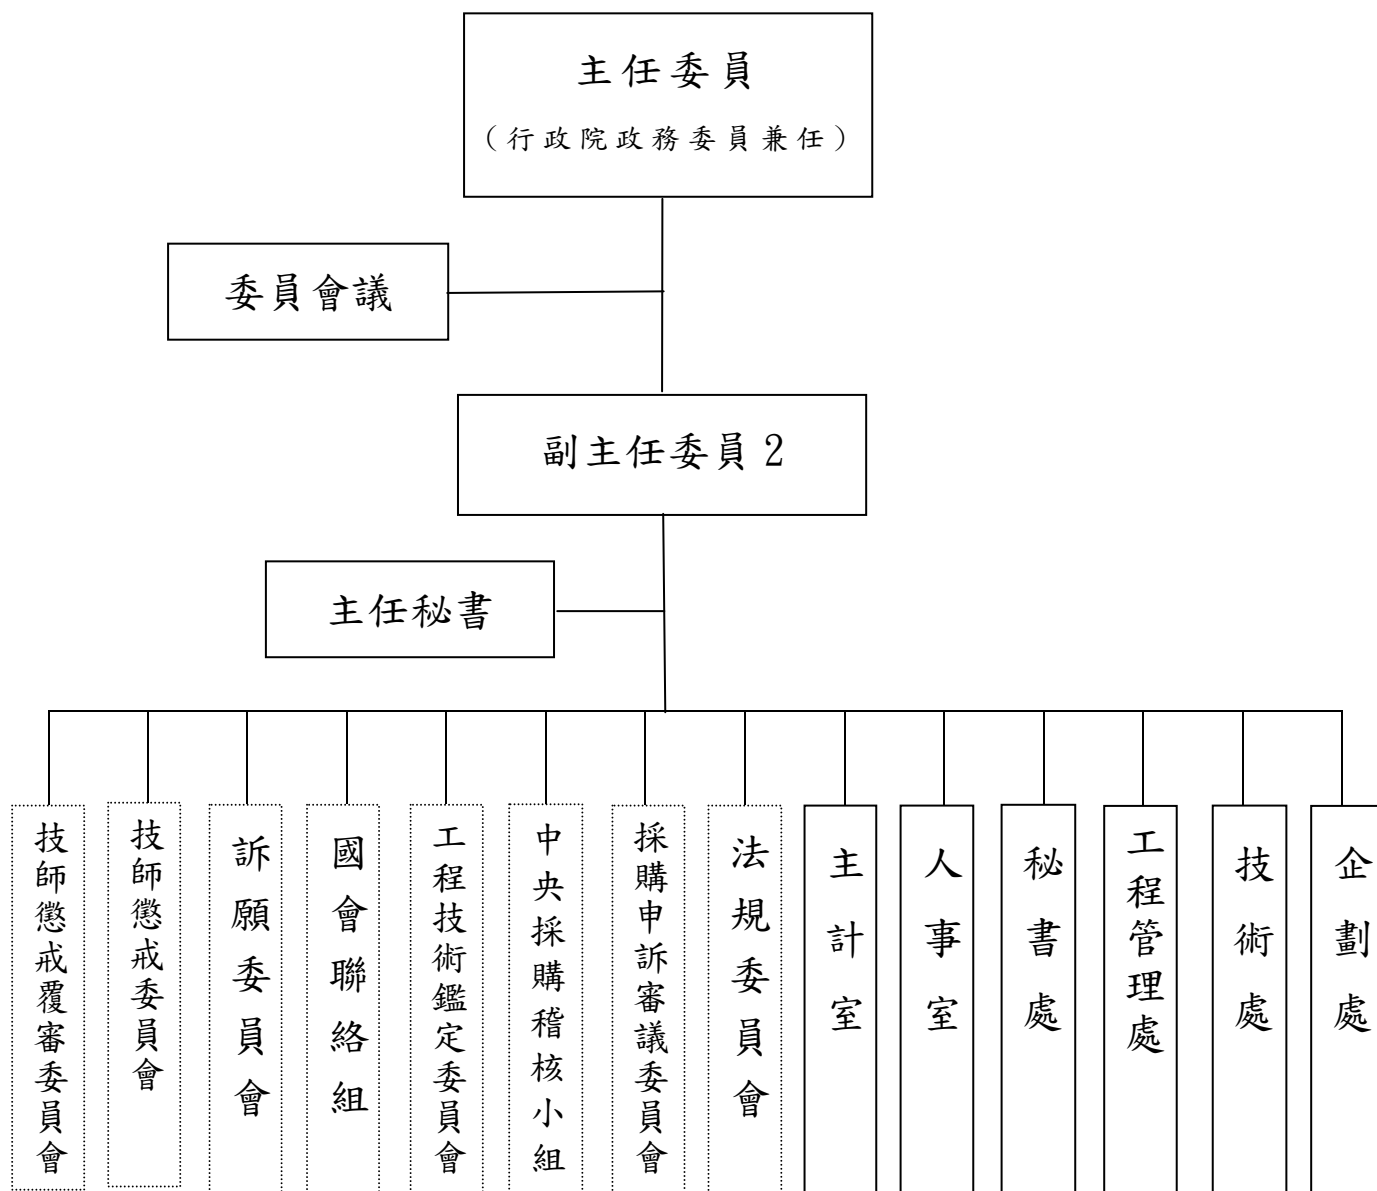 主任委員
（行政院政務委員兼任）
委員會議
副主任委員2
主任秘書
技師懲戒覆審委員會
技師懲戒委員會
訴願委員會
國會聯絡組
工程技術鑑定委員會
中央採購稽核小組
採購申訴審議委員會
法規委員會
主計室
人事室
秘書處
工程管理處
技術處
企劃處